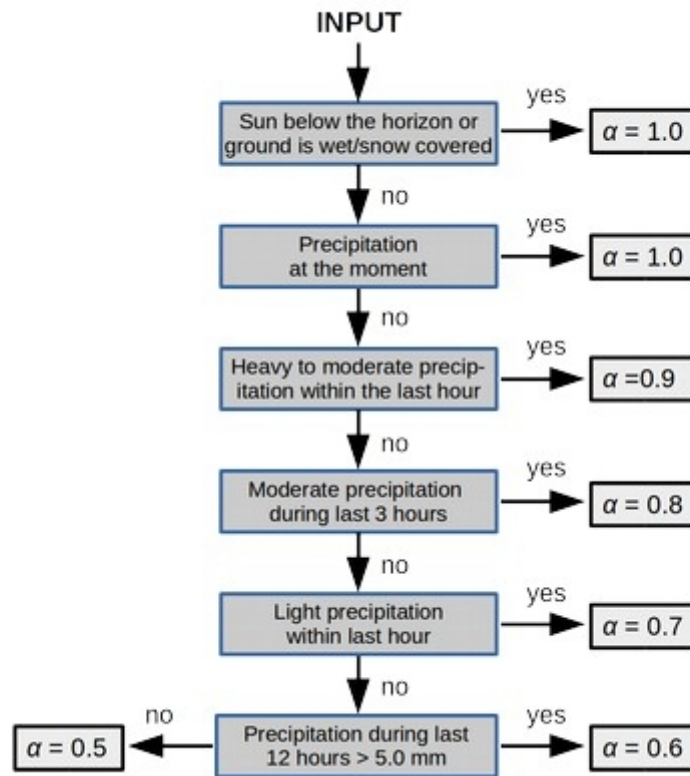 INPUT
Sun below the horizon or
ground is wet/snow covered
yes
α = 1.0
no
Precipitation
at the moment
yes
α = 1.0
no
Heavy to moderate precip-
itation within the last hour
yes
α =0.9
no
Moderate precipitation
during last 3 hours
yes
α = 0.8
no
Light precipitation
within last hour
yes
α = 0.7
no
Precipitation during last
12 hours > 5.0 mm
yes
α = 0.6
no
α = 0.5